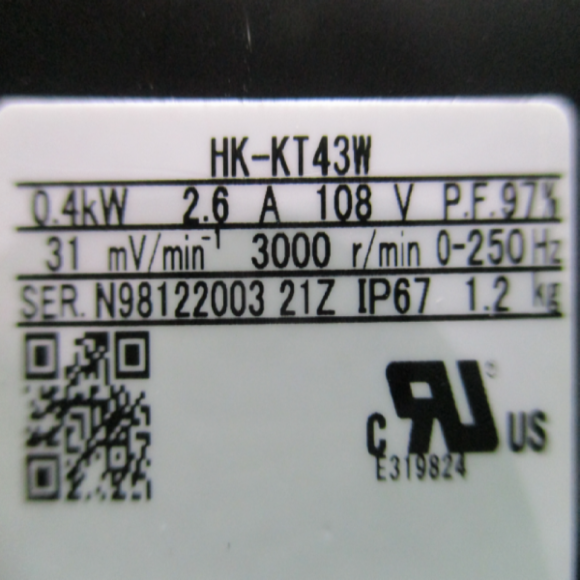 HK-KT43W
0.4kW 2.6 A 108 V P.F.97%
31 mV/min⁻¹ 3000 r/min 0-250 Hz
SER. N98122003 21Z IP67 1.2 kg
C RU US
E319824